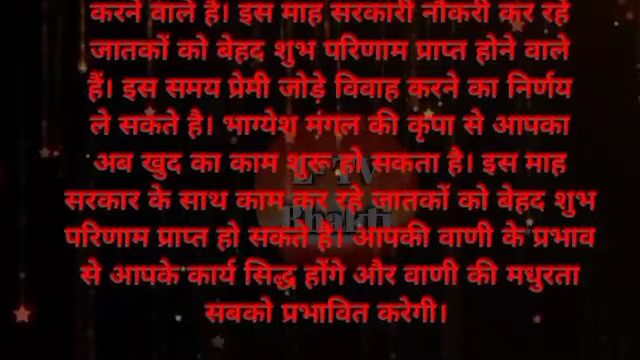 करने वाले है। इस माह सरकारी नौकरी कर रहे
जातकों को बेहद शुभ परिणाम प्राप्त होने वाले
हैं। इस समय प्रेमी जोड़े विवाह करने का निर्णय
ले सकते है। भाग्येश मंगल की कृपा से आपका
अब खुद का काम शुरू हो सकता है। इस माह
सरकार के साथ काम कर रहे जातकों को बेहद शुभ
परिणाम प्राप्त हो सकते है। आपकी वाणी के प्रभाव
से आपके कार्य सिद्ध होंगे और वाणी की मधुरता
सबको प्रभावित करेगी।
Bhakti